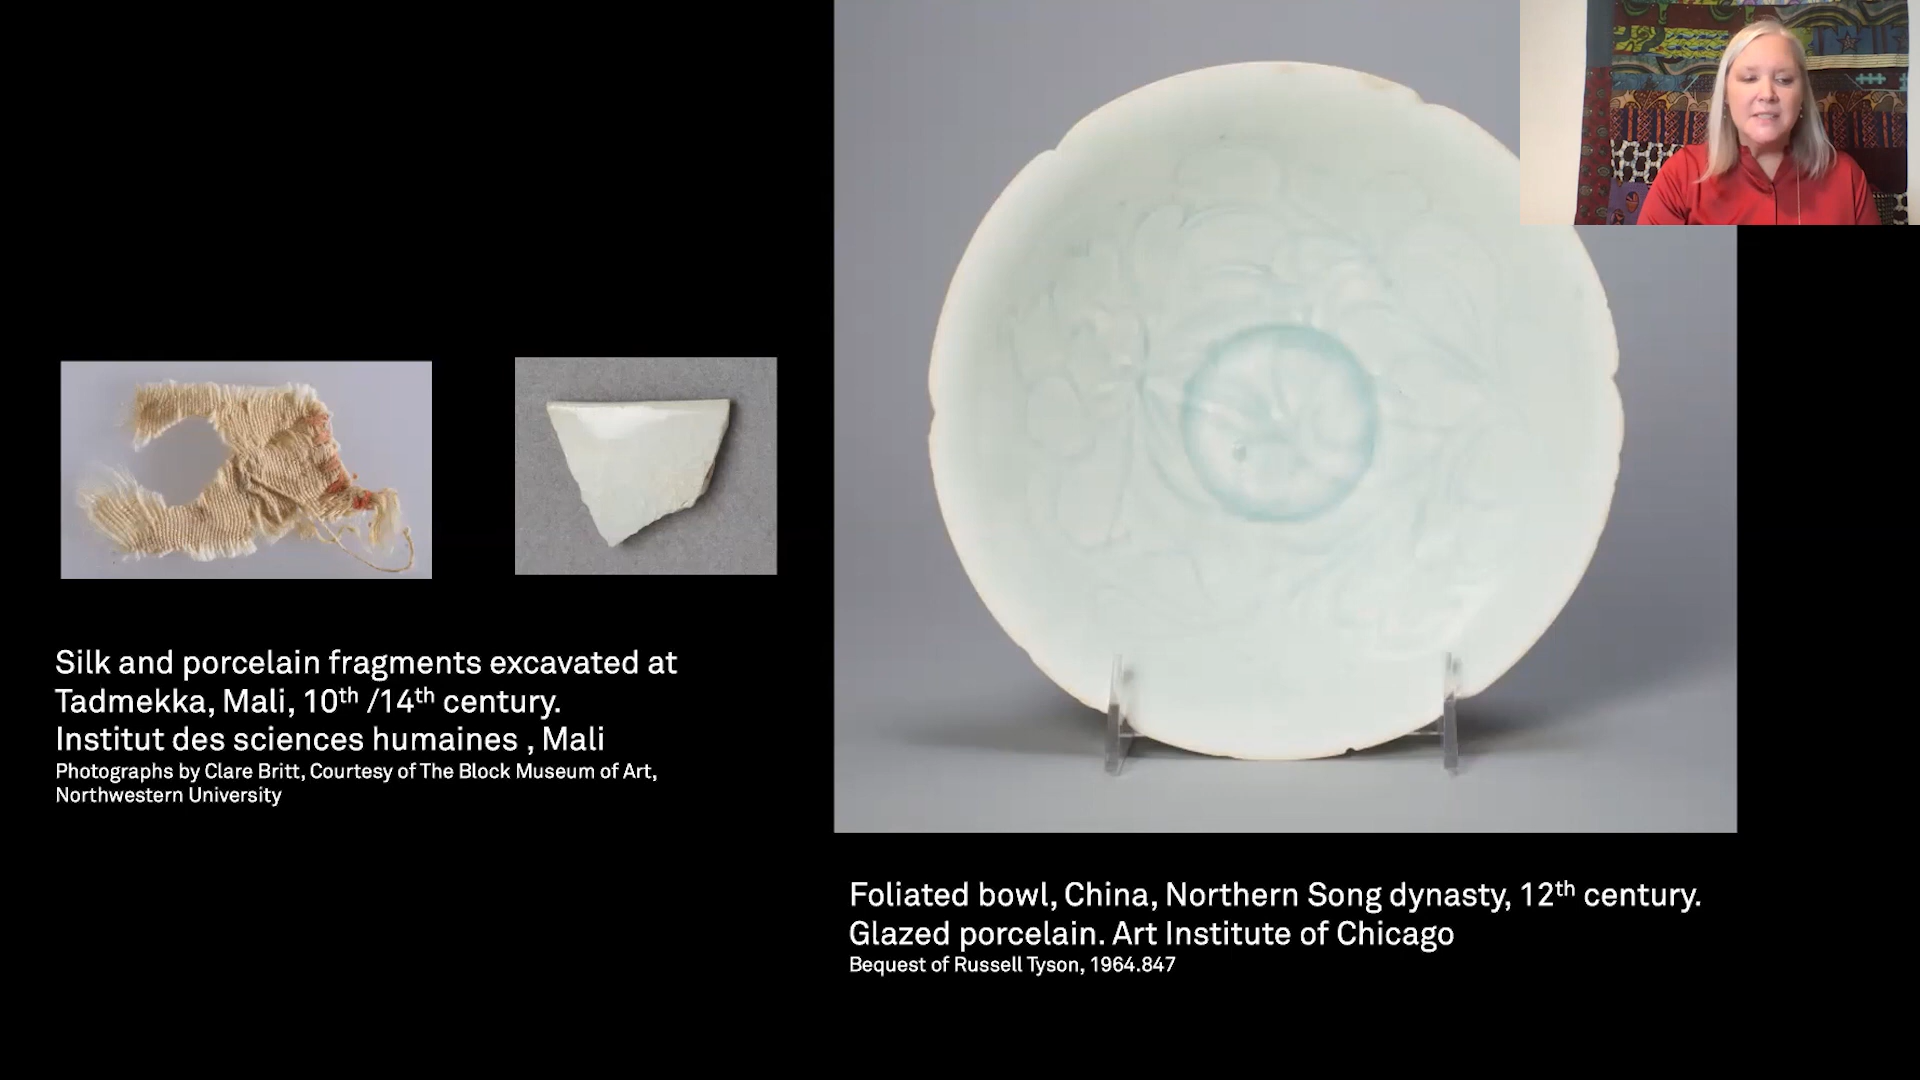 Silk and porcelain fragments excavated at
Tadmekka, Mali, 10th /14th century.
Institut des sciences humaines , Mali
Photographs by Clare Britt, Courtesy of The Block Museum of Art,
Northwestern University
Foliated bowl, China, Northern Song dynasty, 12th century.
Glazed porcelain. Art Institute of Chicago
Bequest of Russell Tyson, 1964.847